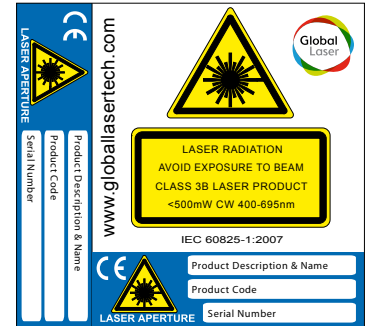 LASER APERTURE
CE
Serial Number
Product Code
Product Description & Name
www.globallasertech.com
Global
Laser
LASER RADIATION
AVOID EXPOSURE TO BEAM
CLASS 3B LASER PRODUCT
<500mW CW 400-695nm
IEC 60825-1:2007
CE
LASER APERTURE
Product Description & Name
Product Code
Serial Number